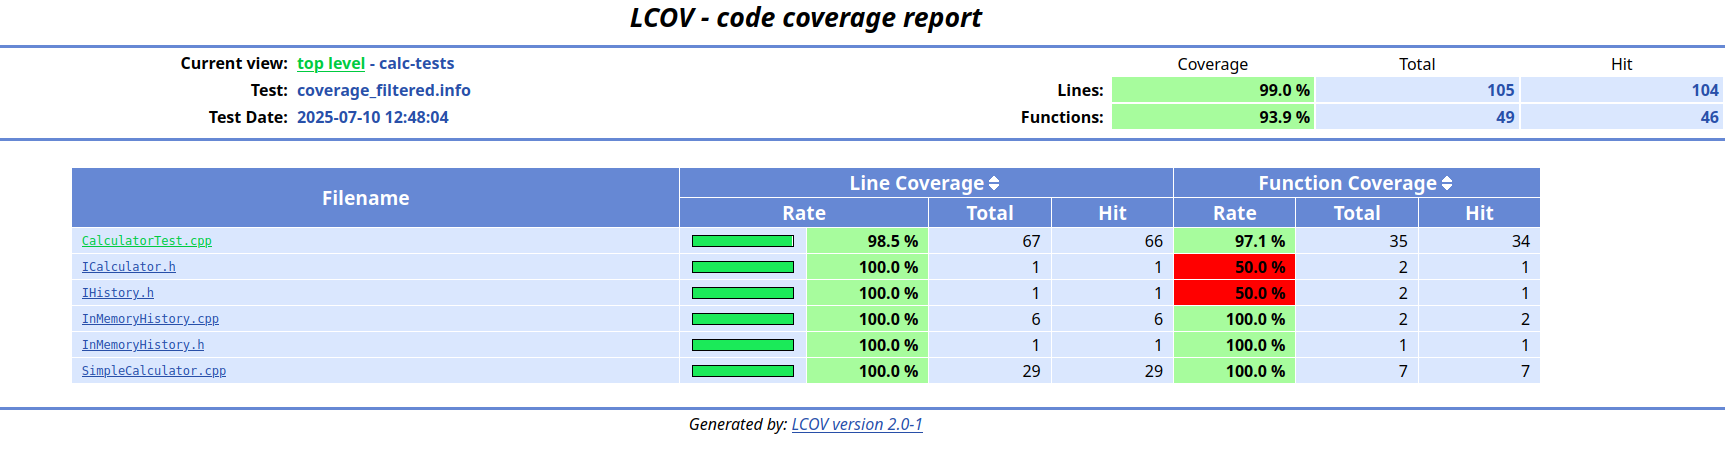 LCOV - code coverage report
Current view: top level - calc-tests
Coverage Total Hit
Test: coverage_filtered.info
Lines: 99.0 % 105 104
Test Date: 2025-07-10 12:48:04
Functions: 93.9 % 49 46
Filename Line Coverage Function Coverage
Rate Total Hit Rate Total Hit
CalculatorTest.cpp 98.5 % 67 66 97.1 % 35 34
ICalculator.h 100.0 % 1 1 50.0 % 2 1
IHistory.h 100.0 % 1 1 50.0 % 2 1
InMemoryHistory.cpp 100.0 % 6 6 100.0 % 2 2
InMemoryHistory.h 100.0 % 1 1 100.0 % 1 1
SimpleCalculator.cpp 100.0 % 29 29 100.0 % 7 7
Generated by: LCOV version 2.0-1